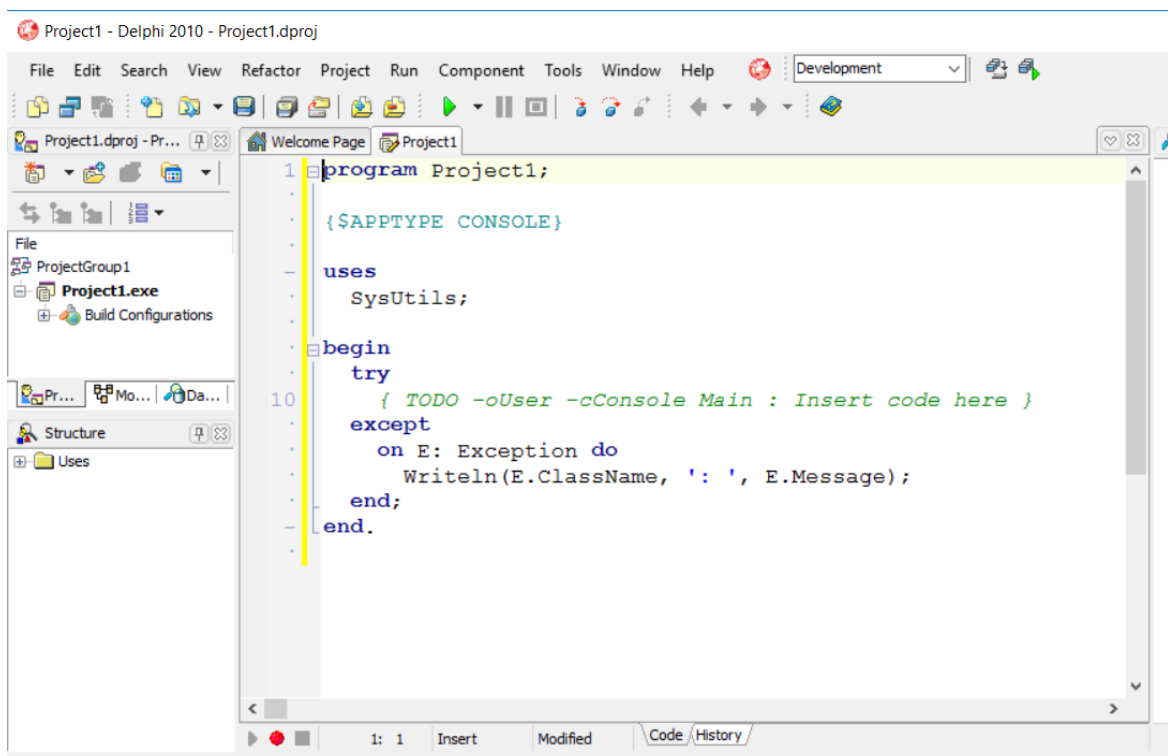 Project1 - Delphi 2010 - Project1.dproj
File Edit Search View Refactor Project Run Component Tools Window Help Development
Project1.dproj - Pr...
Welcome Page Project1
File
ProjectGroup1
Project1.exe
Build Configurations
Pr... Mo... Da...
Structure
Uses
1 program Project1;
{$APPTYPE CONSOLE}
uses
SysUtils;
begin
try
10 { TODO -oUser -cConsole Main : Insert code here }
except
on E: Exception do
Writeln(E.ClassName, ': ', E.Message);
end;
end.
1: 1 Insert Modified Code History